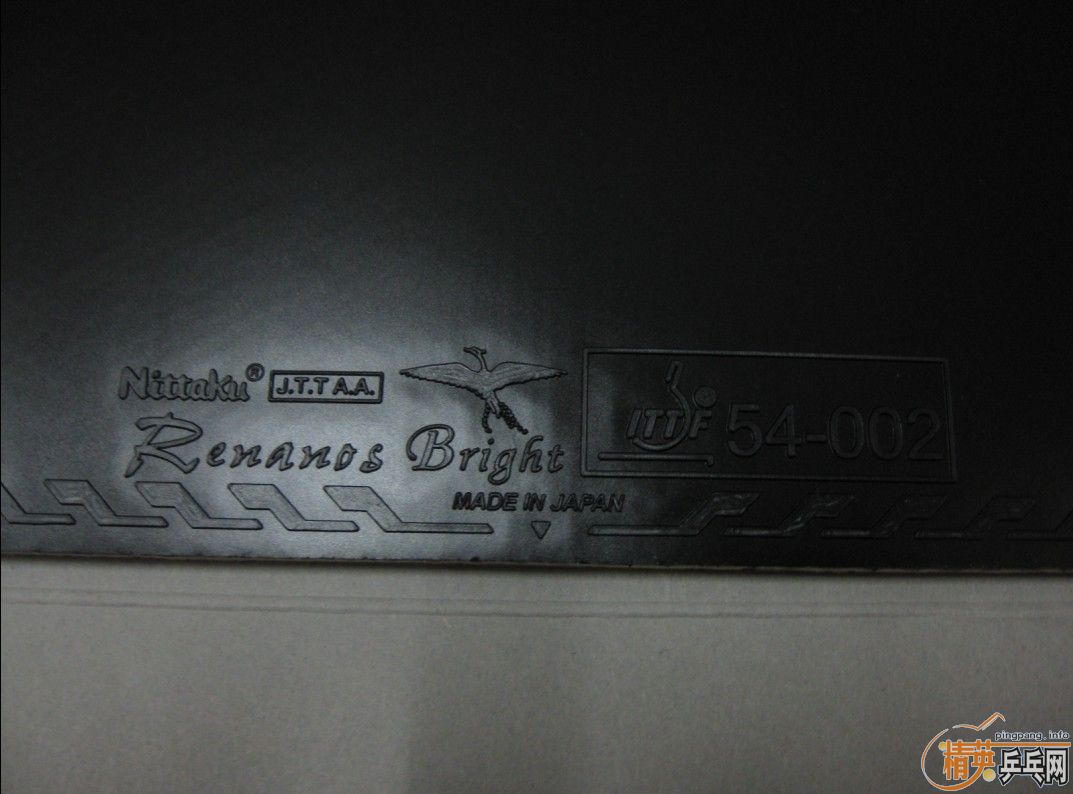 Nittaku® J.T.T A.A.
Renanos Bright
ITTF® 54-002
MADE IN JAPAN
pingpang.info
精英乒乓网